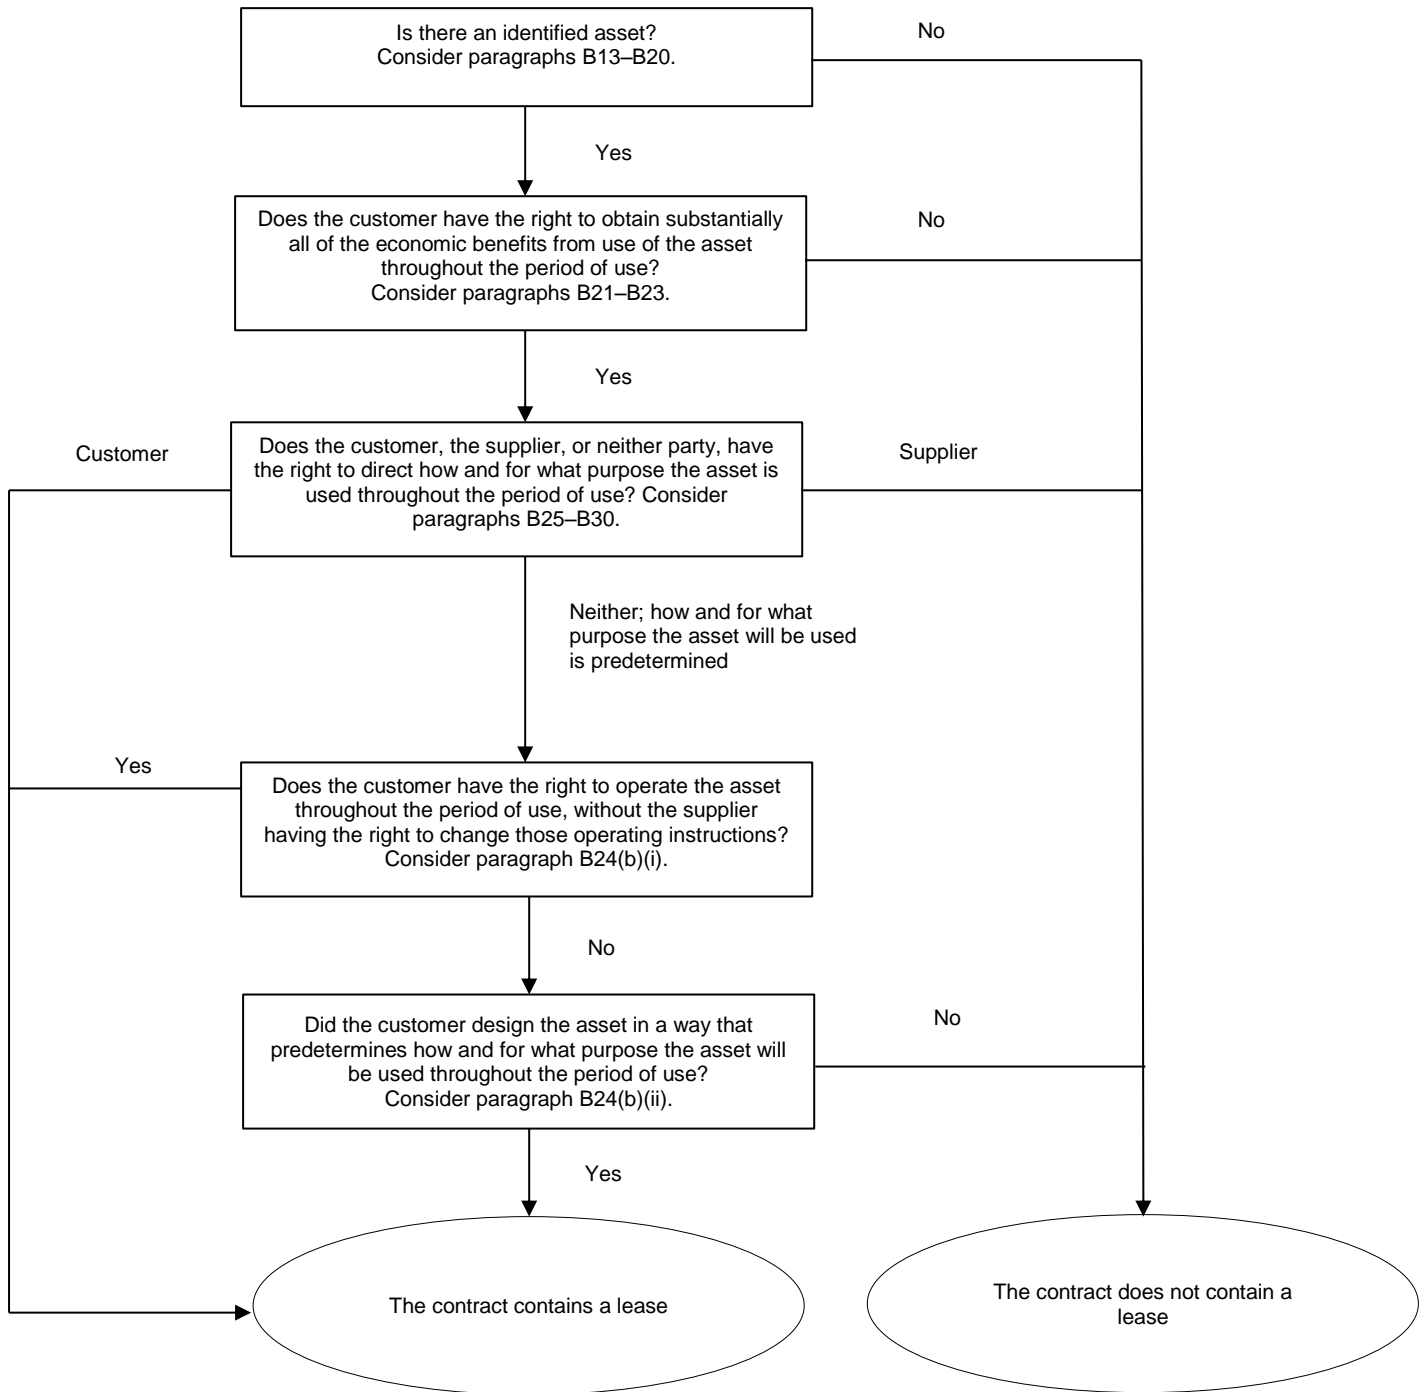 Is there an identified asset?
Consider paragraphs B13–B20.
No
Yes
Does the customer have the right to obtain substantially
all of the economic benefits from use of the asset
throughout the period of use?
Consider paragraphs B21–B23.
No
Yes
Customer
Does the customer, the supplier, or neither party, have
the right to direct how and for what purpose the asset is
used throughout the period of use? Consider
paragraphs B25–B30.
Supplier
Neither; how and for what
purpose the asset will be used
is predetermined
Yes
Does the customer have the right to operate the asset
throughout the period of use, without the supplier
having the right to change those operating instructions?
Consider paragraph B24(b)(i).
No
Did the customer design the asset in a way that
predetermines how and for what purpose the asset will
be used throughout the period of use?
Consider paragraph B24(b)(ii).
No
Yes
The contract contains a lease
The contract does not contain a
lease